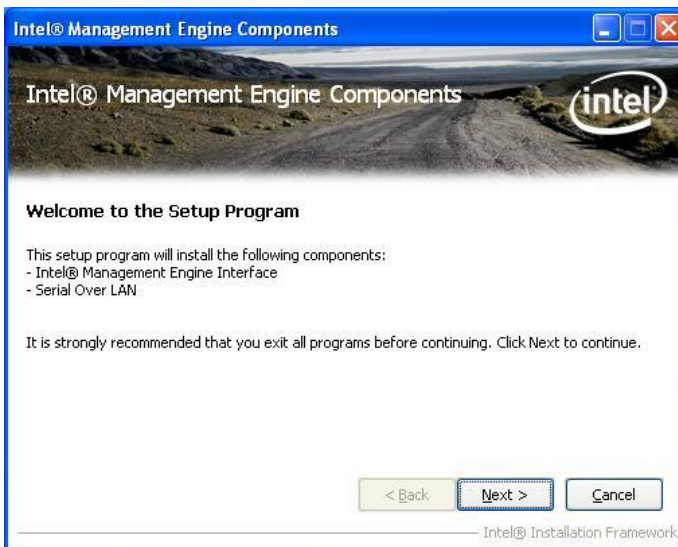 Intel® Management Engine Components
Intel® Management Engine Components
intel
Welcome to the Setup Program
This setup program will install the following components:
- Intel® Management Engine Interface
- Serial Over LAN
It is strongly recommended that you exit all programs before continuing. Click Next to continue.
< Back Next > Cancel
Intel® Installation Framework